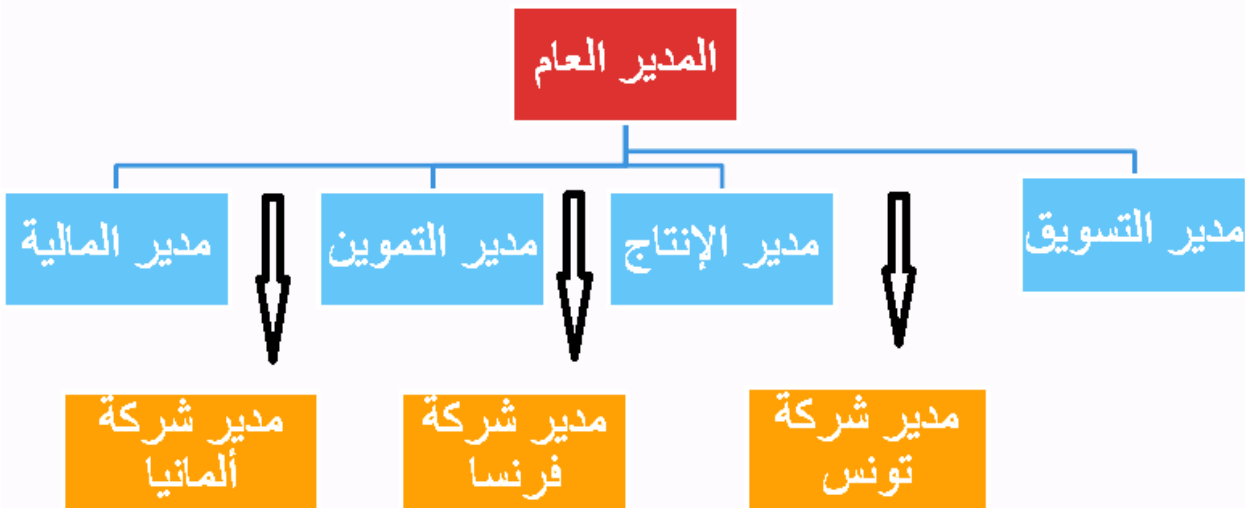 المدير العام
مدير التسويق
مدير الإنتاج
مدير التموين
مدير المالية
مدير شركة
تونس
مدير شركة
فرنسا
مدير شركة
ألمانيا